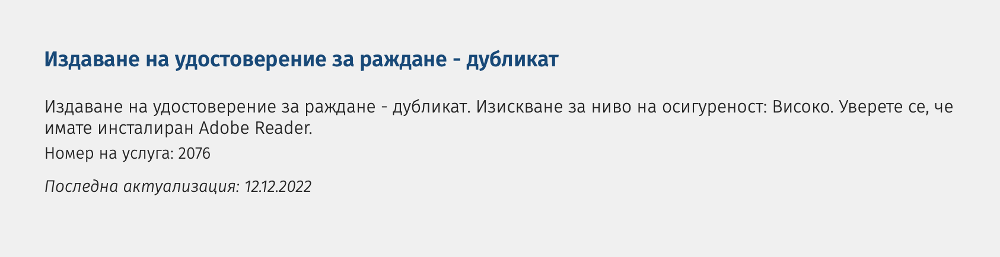 Издаване на удостоверение за раждане - дубликат
Издаване на удостоверение за раждане - дубликат. Изискване за ниво на осигуреност: Високо. Уверете се, че
имате инсталиран Adobe Reader.
Номер на услуга: 2076
Последна актуализация: 12.12.2022